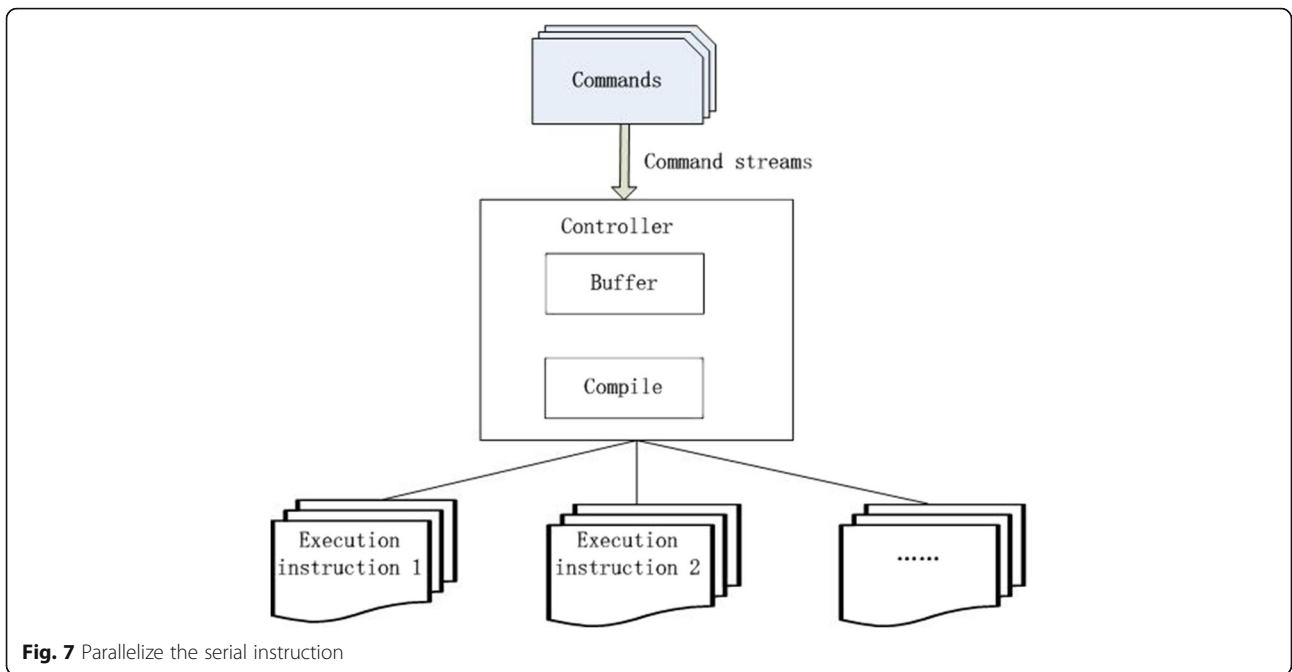 Commands
Command streams
Controller
Buffer
Compile
Execution
instruction 1
Execution
instruction 2
......
Fig. 7 Parallelize the serial instruction